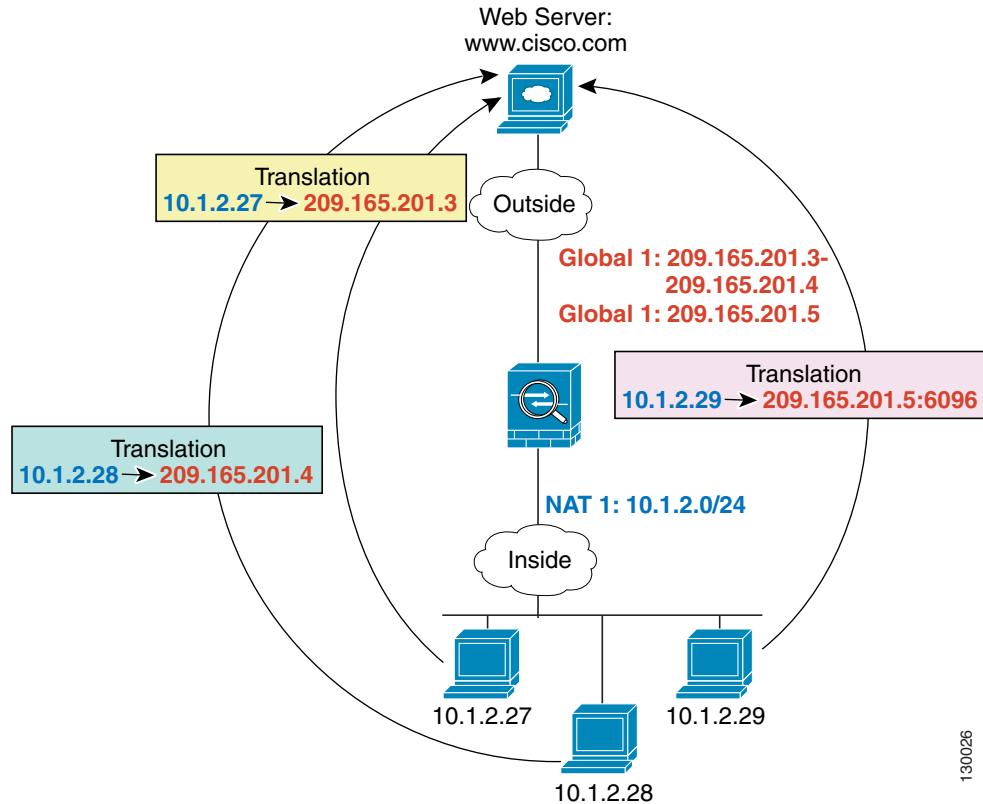 Web Server:
www.cisco.com
Translation
10.1.2.27 209.165.201.3
Outside
Global 1: 209.165.201.3-
209.165.201.4
Global 1: 209.165.201.5
Translation
10.1.2.29 209.165.201.5:6096
Translation
10.1.2.28 209.165.201.4
NAT 1: 10.1.2.0/24
Inside
10.1.2.27
10.1.2.29
10.1.2.28
130026